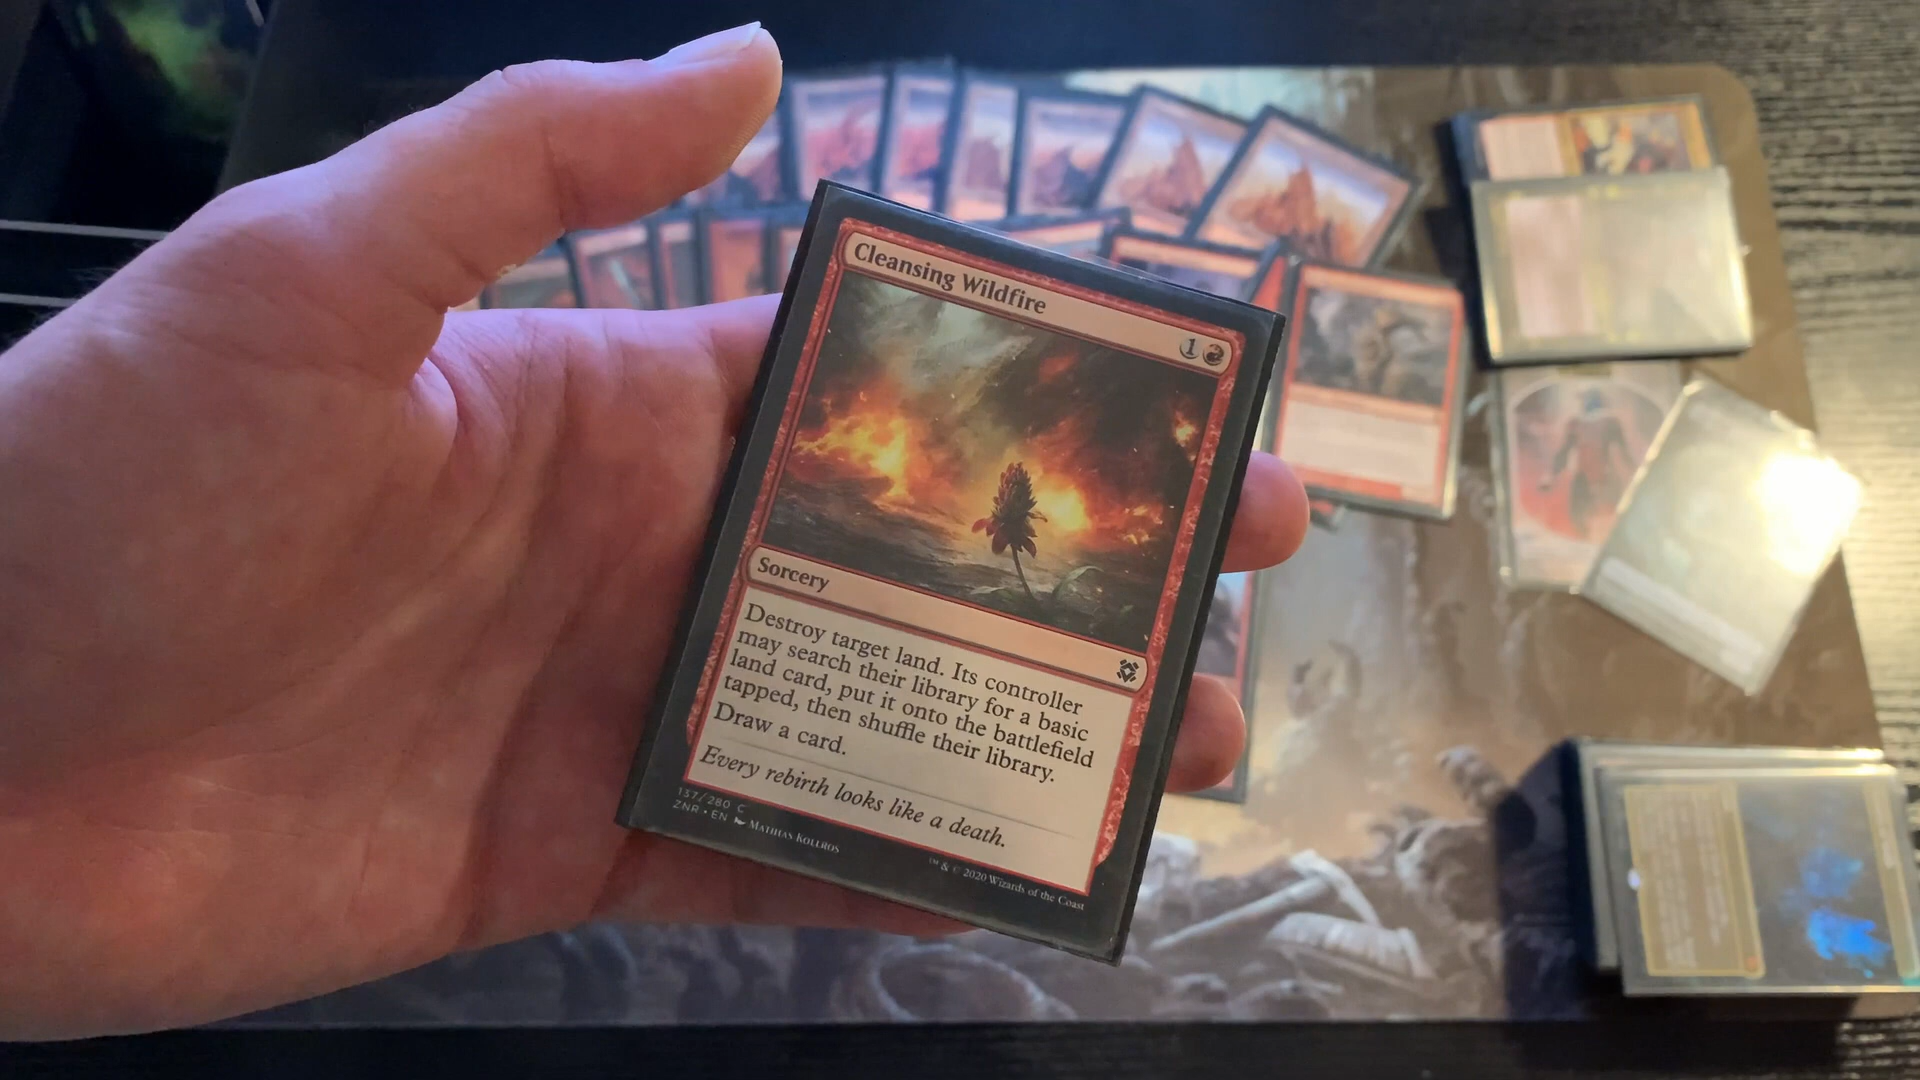 Cleansing Wildfire
1
Sorcery
Destroy target land. Its controller
may search their library for a basic
land card, put it onto the battlefield
tapped, then shuffle their library.
Draw a card.
Every rebirth looks like a death.
137/280 C
ZNR • EN MATHIAS KOLLROS
™ & © 2020 Wizards of the Coast